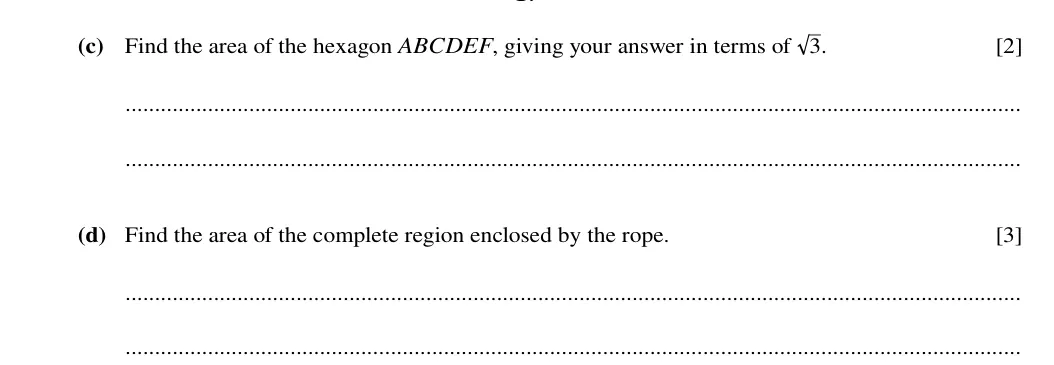 (c) Find the area of the hexagon ABCDEF, giving your answer in terms of √3. [2]
(d) Find the area of the complete region enclosed by the rope. [3]